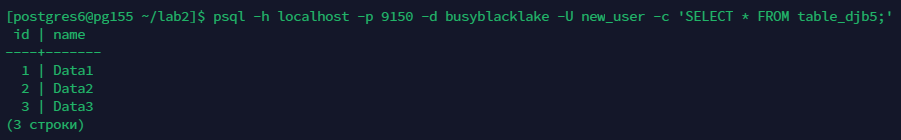 [postgres6@pg155 ~/lab2]$ psql -h localhost -p 9150 -d busyblacklake -U new_user -c 'SELECT * FROM table_djb5;'
 id | name
----+-------
  1 | Data1
  2 | Data2
  3 | Data3
(3 строки)